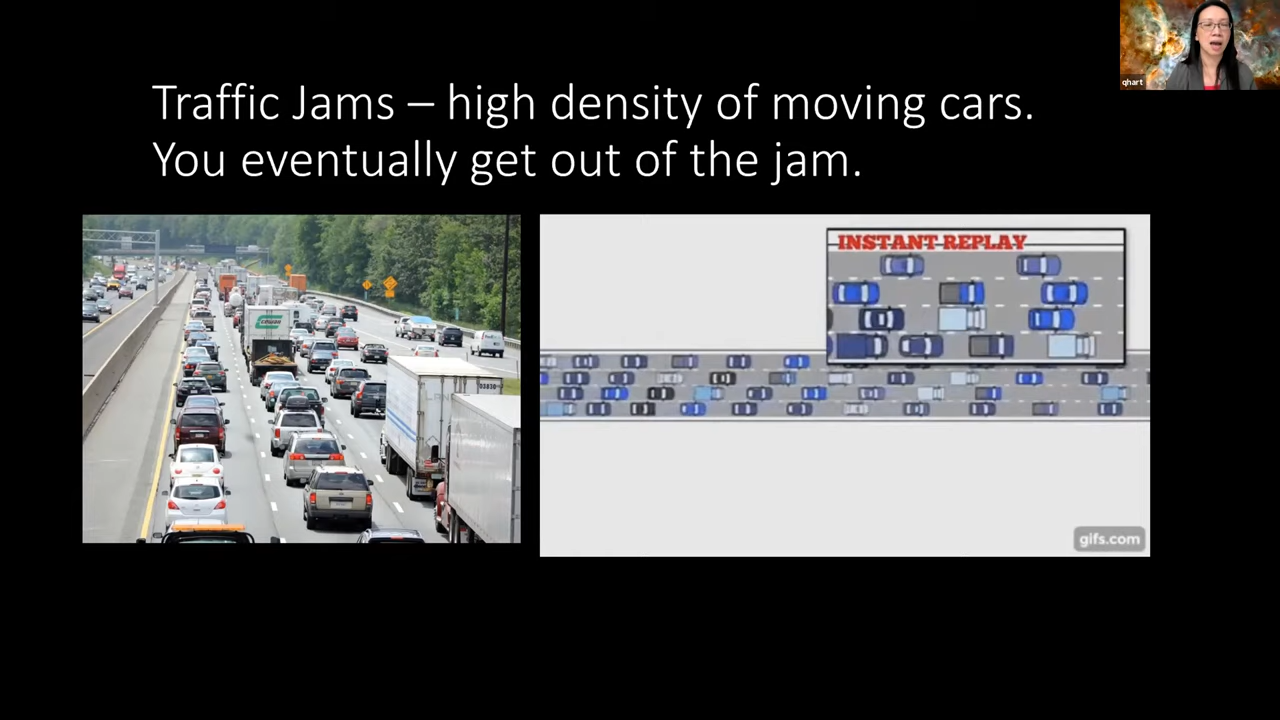 qhart
Traffic Jams – high density of moving cars.
You eventually get out of the jam.
INSTANT REPLAY
gifs.com